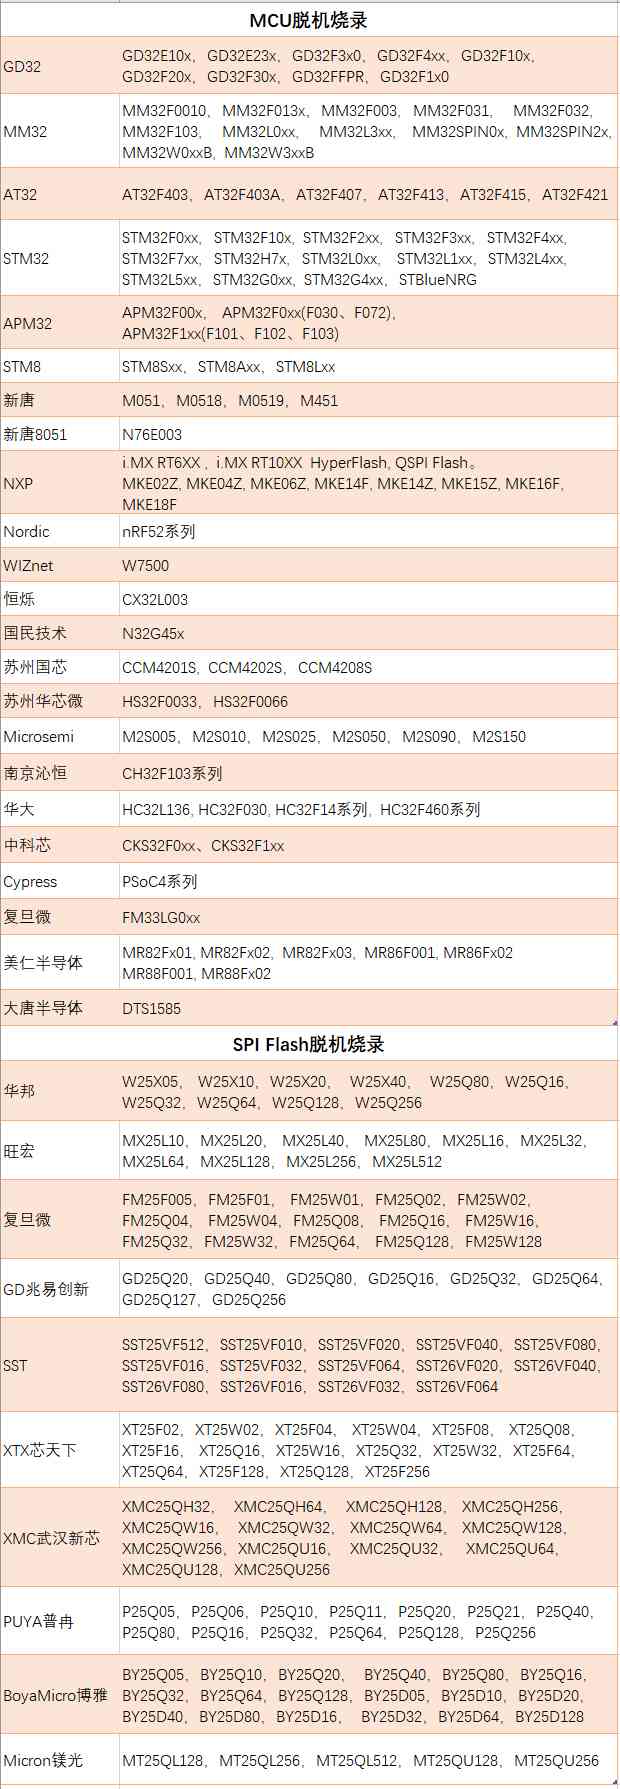 MCU脱机烧录
GD32
GD32E10x, GD32E23x, GD32F3x0, GD32F4xx, GD32F10x,
GD32F20x, GD32F30x, GD32FFPR, GD32F1x0
MM32
MM32F0010, MM32F013x, MM32F003, MM32F031, MM32F032,
MM32F103, MM32L0xx, MM32L3xx, MM32SPIN0x, MM32SPIN2x,
MM32W0xxB, MM32W3xxB
AT32
AT32F403, AT32F403A, AT32F407, AT32F413, AT32F415, AT32F421
STM32
STM32F0xx, STM32F10x, STM32F2xx, STM32F3xx, STM32F4xx,
STM32F7xx, STM32H7x, STM32L0xx, STM32L1xx, STM32L4xx,
STM32L5xx, STM32G0xx, STM32G4xx, STBlueNRG
APM32
APM32F00x, APM32F0xx(F030、F072),
APM32F1xx(F101、F102、F103)
STM8
STM8Sxx, STM8Axx, STM8Lxx
新唐
M051, M0518, M0519, M451
新唐8051
N76E003
NXP
i.MX RT6XX , i.MX RT10XX HyperFlash, QSPI Flash。
MKE02Z, MKE04Z, MKE06Z, MKE14F, MKE14Z, MKE15Z, MKE16F,
MKE18F
Nordic
nRF52系列
WIZnet
W7500
恒烁
CX32L003
国民技术
N32G45x
苏州国芯
CCM4201S, CCM4202S, CCM4208S
苏州华芯微
HS32F0033, HS32F0066
Microsemi
M2S005, M2S010, M2S025, M2S050, M2S090, M2S150
南京沁恒
CH32F103系列
华大
HC32L136, HC32F030, HC32F14系列, HC32F460系列
中科芯
CKS32F0xx、CKS32F1xx
Cypress
PSoC4系列
复旦微
FM33LG0xx
美仁半导体
MR82Fx01, MR82Fx02, MR82Fx03, MR86F001, MR86Fx02
MR88F001, MR88Fx02
大唐半导体
DTS1585
SPI Flash脱机烧录
华邦
W25X05, W25X10, W25X20, W25X40, W25Q80, W25Q16,
W25Q32, W25Q64, W25Q128, W25Q256
旺宏
MX25L10, MX25L20, MX25L40, MX25L80, MX25L16, MX25L32,
MX25L64, MX25L128, MX25L256, MX25L512
复旦微
FM25F005, FM25F01, FM25W01, FM25Q02, FM25W02,
FM25Q04, FM25W04, FM25Q08, FM25Q16, FM25W16,
FM25Q32, FM25W32, FM25Q64, FM25Q128, FM25W128
GD兆易创新
GD25Q20, GD25Q40, GD25Q80, GD25Q16, GD25Q32, GD25Q64,
GD25Q127, GD25Q256
SST
SST25VF512, SST25VF010, SST25VF020, SST25VF040, SST25VF080,
SST25VF016, SST25VF032, SST25VF064, SST26VF020, SST26VF040,
SST26VF080, SST26VF016, SST26VF032, SST26VF064
XTX芯天下
XT25F02, XT25W02, XT25F04, XT25W04, XT25F08, XT25Q08,
XT25F16, XT25Q16, XT25W16, XT25Q32, XT25W32, XT25F64,
XT25Q64, XT25F128, XT25Q128, XT25F256
XMC武汉新芯
XMC25QH32, XMC25QH64, XMC25QH128, XMC25QH256,
XMC25QW16, XMC25QW32, XMC25QW64, XMC25QW128,
XMC25QW256, XMC25QU16, XMC25QU32, XMC25QU64,
XMC25QU128, XMC25QU256
PUYA普冉
P25Q05, P25Q06, P25Q10, P25Q11, P25Q20, P25Q21, P25Q40,
P25Q80, P25Q16, P25Q32, P25Q64, P25Q128, P25Q256
BoyaMicro博雅
BY25Q05, BY25Q10, BY25Q20, BY25Q40, BY25Q80, BY25Q16,
BY25Q32, BY25Q64, BY25Q128, BY25D05, BY25D10, BY25D20,
BY25D40, BY25D80, BY25D16, BY25D32, BY25D64, BY25D128
Micron镁光
MT25QL128, MT25QL256, MT25QL512, MT25QU128, MT25QU256